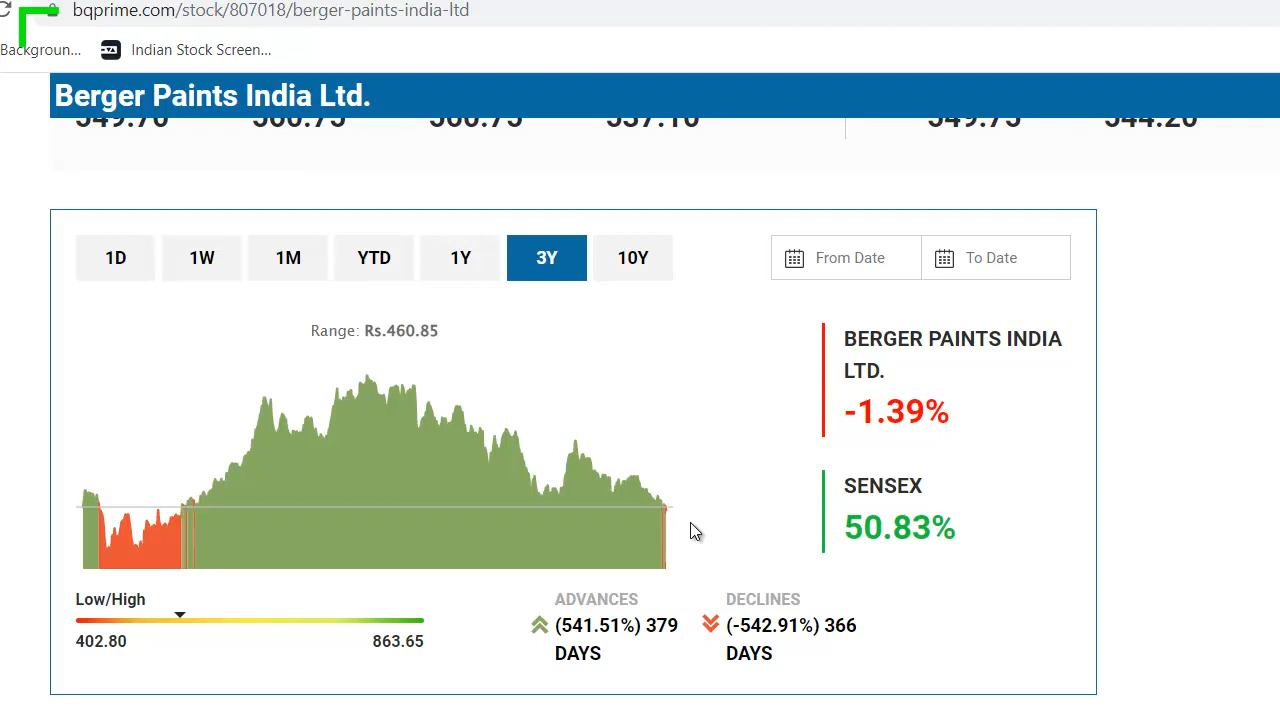 bqprime.com/stock/807018/berger-paints-india-ltd
Backgroun... Indian Stock Screen...
Berger Paints India Ltd.
1D 1W 1M YTD 1Y 3Y 10Y From Date To Date
Range: Rs.460.85
BERGER PAINTS INDIA
LTD.
-1.39%
SENSEX
50.83%
Low/High
402.80 863.65
ADVANCES
(541.51%) 379
DAYS
DECLINES
(-542.91%) 366
DAYS